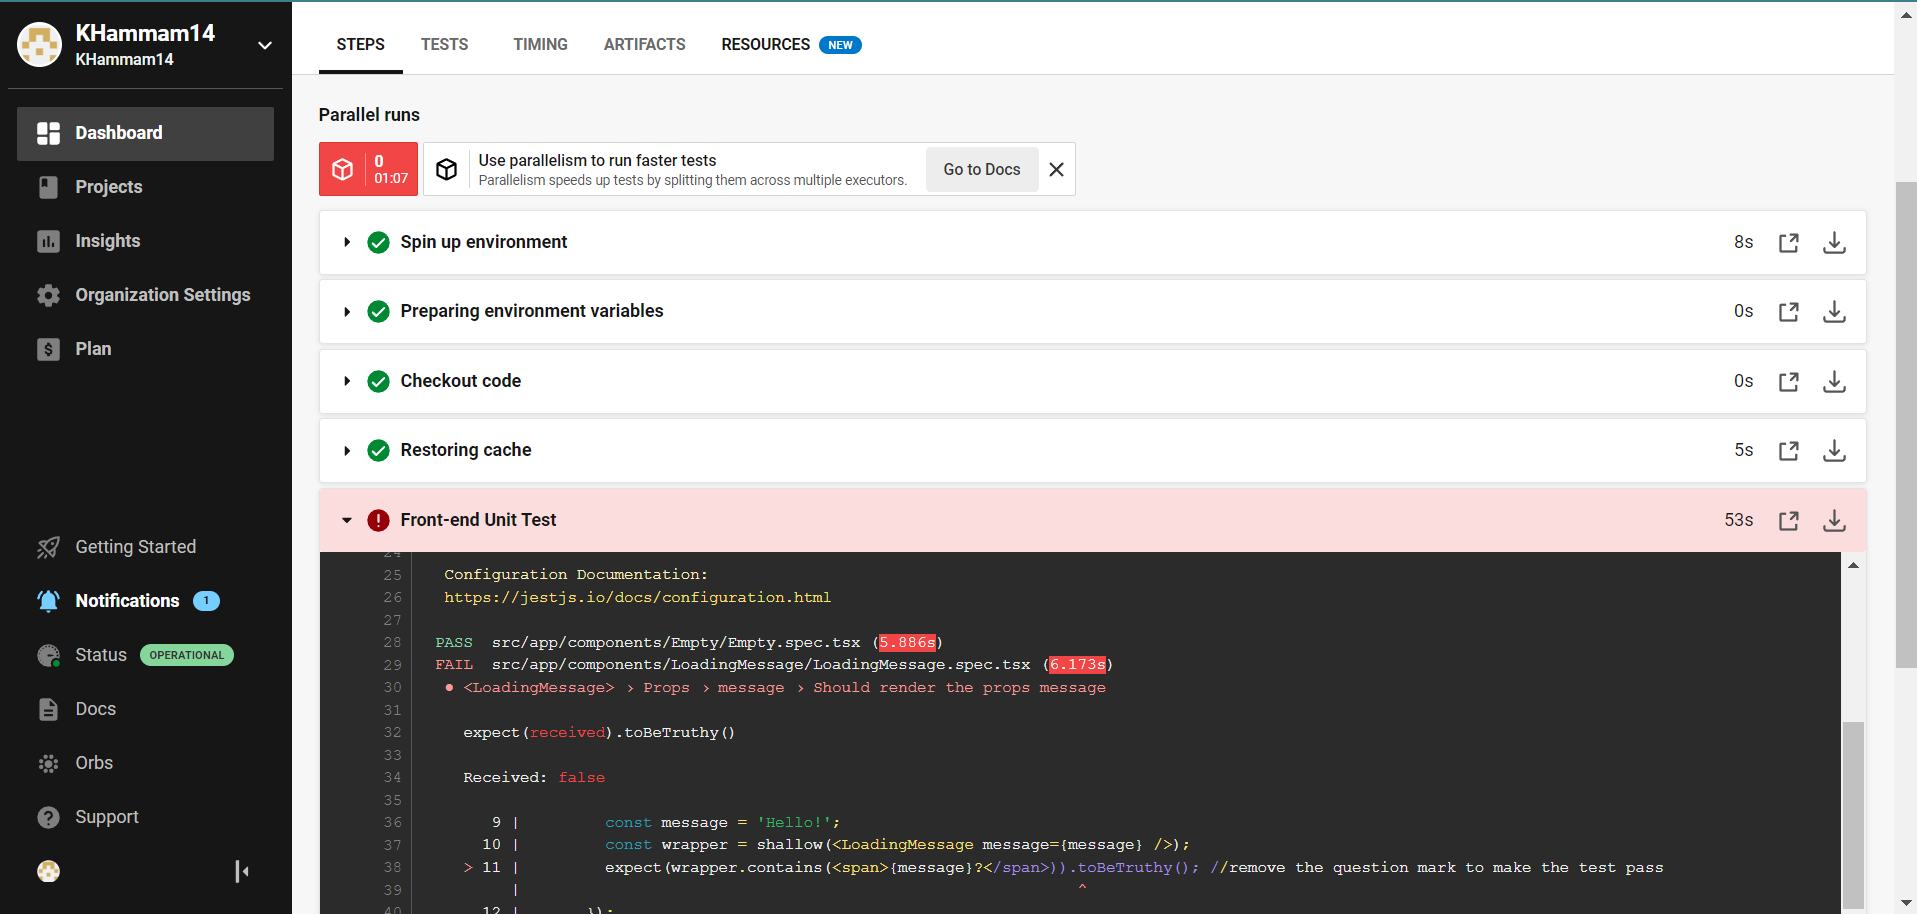 KHammam14
KHammam14
Dashboard
Projects
Insights
Organization Settings
Plan
Getting Started
Notifications 1
Status OPERATIONAL
Docs
Orbs
Support
STEPS TESTS TIMING ARTIFACTS RESOURCES NEW
Parallel runs
0
01:07
Use parallelism to run faster tests
Parallelism speeds up tests by splitting them across multiple executors.
Go to Docs
Spin up environment 8s
Preparing environment variables 0s
Checkout code 0s
Restoring cache 5s
Front-end Unit Test 53s
24
25 Configuration Documentation:
26 https://jestjs.io/docs/configuration.html
27
28 PASS src/app/components/Empty/Empty.spec.tsx (5.886s)
29 FAIL src/app/components/LoadingMessage/LoadingMessage.spec.tsx (6.173s)
30 ● <LoadingMessage> › Props › message › Should render the props message
31
32 expect(received).toBeTruthy()
33
34 Received: false
35
36 9 | const message = 'Hello!';
37 10 | const wrapper = shallow(<LoadingMessage message={message} />);
38 > 11 | expect(wrapper.contains(<span>{message}?</span>)).toBeTruthy(); //remove the question mark to make the test pass
39 | ^
40 12 | });